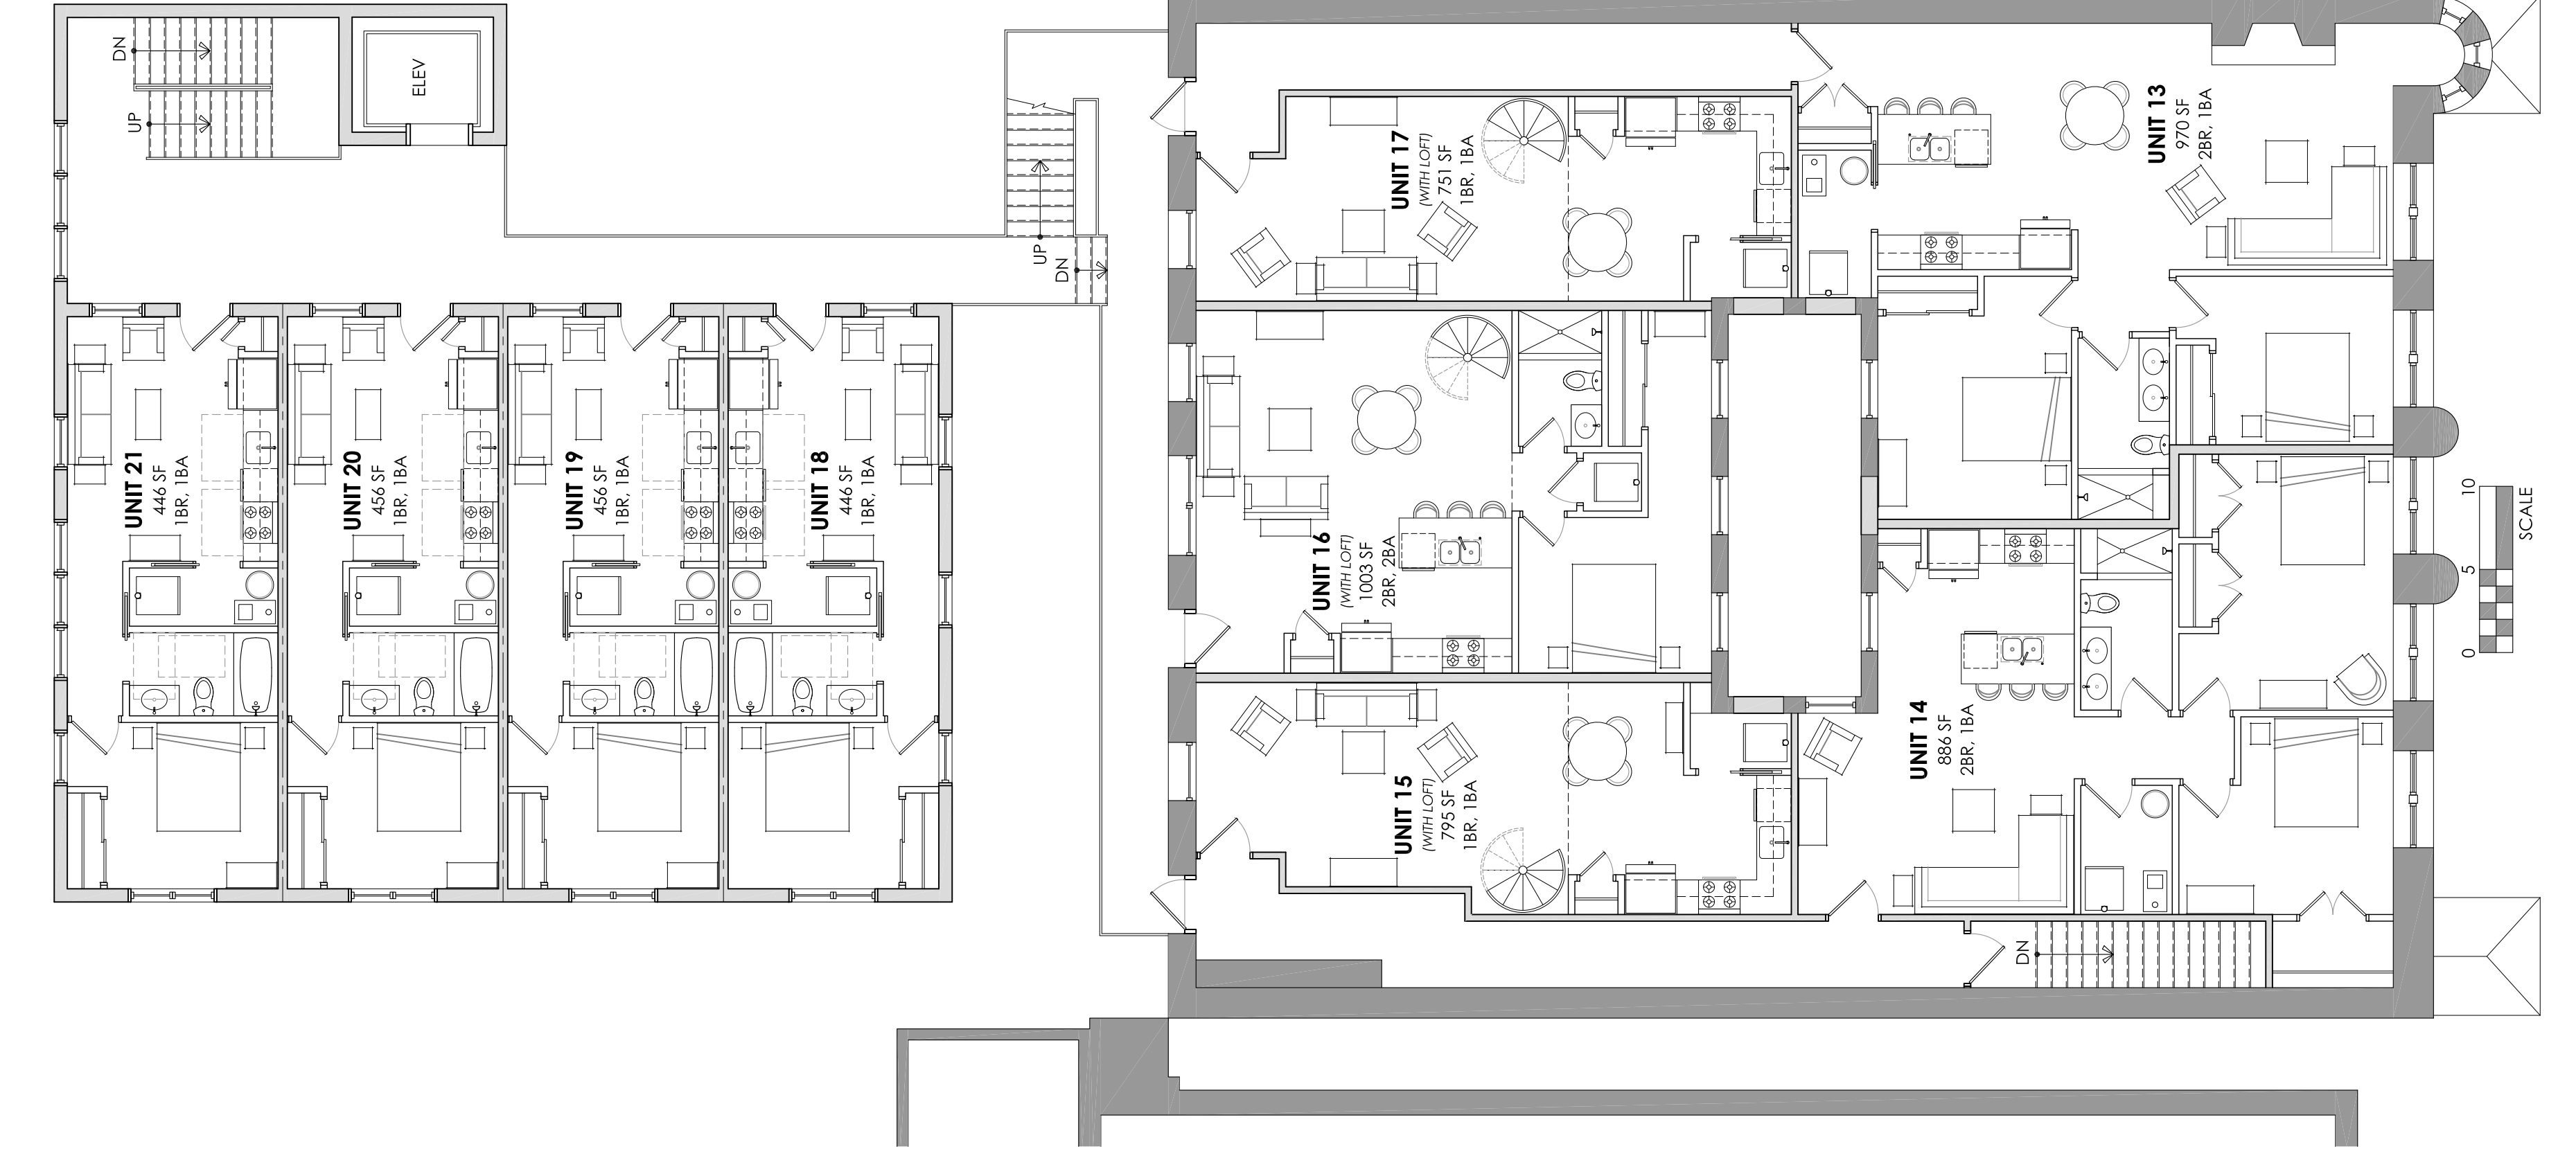 DN
UP
ELEV
UP
DN
UNIT 17
(WITH LOFT)
751 SF
1BR, 1BA
UNIT 13
970 SF
2BR, 1BA
UNIT 21
446 SF
1BR, 1BA
UNIT 20
456 SF
1BR, 1BA
UNIT 19
456 SF
1BR, 1BA
UNIT 18
446 SF
1BR, 1BA
UNIT 16
(WITH LOFT)
1003 SF
2BR, 2BA
UNIT 15
(WITH LOFT)
795 SF
1BR, 1BA
UNIT 14
886 SF
2BR, 1BA
DN
0 5 10
SCALE